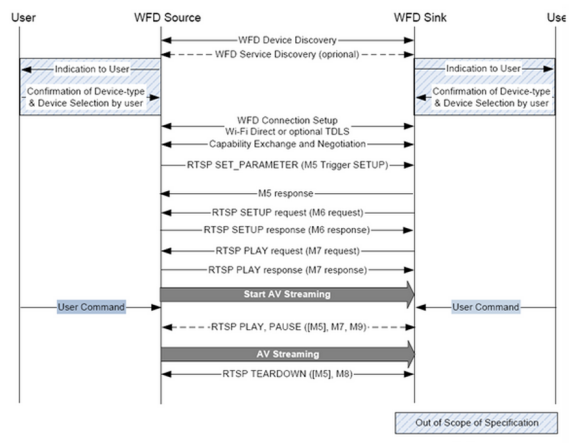 User
WFD Source
WFD Sink
Use
WFD Device Discovery
WFD Service Discovery (optional)
Indication to User
Indication to User
Confirmation of Device-type
& Device Selection by user
Confirmation of Device-type
& Device Selection by user
WFD Connection Setup
Wi-Fi Direct or optional TDLS
Capability Exchange and Negotiation
RTSP SET_PARAMETER (M5 Trigger SETUP)
M5 response
RTSP SETUP request (M6 request)
RTSP SETUP response (M6 response)
RTSP PLAY request (M7 request)
RTSP PLAY response (M7 response)
Start AV Streaming
User Command
User Command
RTSP PLAY, PAUSE ([M5], M7, M9)
AV Streaming
RTSP TEARDOWN ([M5], M8)
Out of Scope of Specification